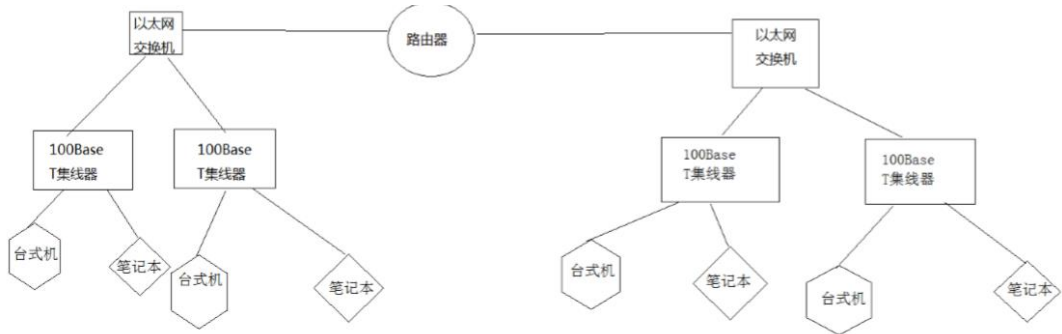 以太网
交换机
路由器
以太网
交换机
100Base
T集线器
100Base
T集线器
100Base
T集线器
100Base
T集线器
台式机
笔记本
台式机
笔记本
台式机
笔记本
台式机
笔记本